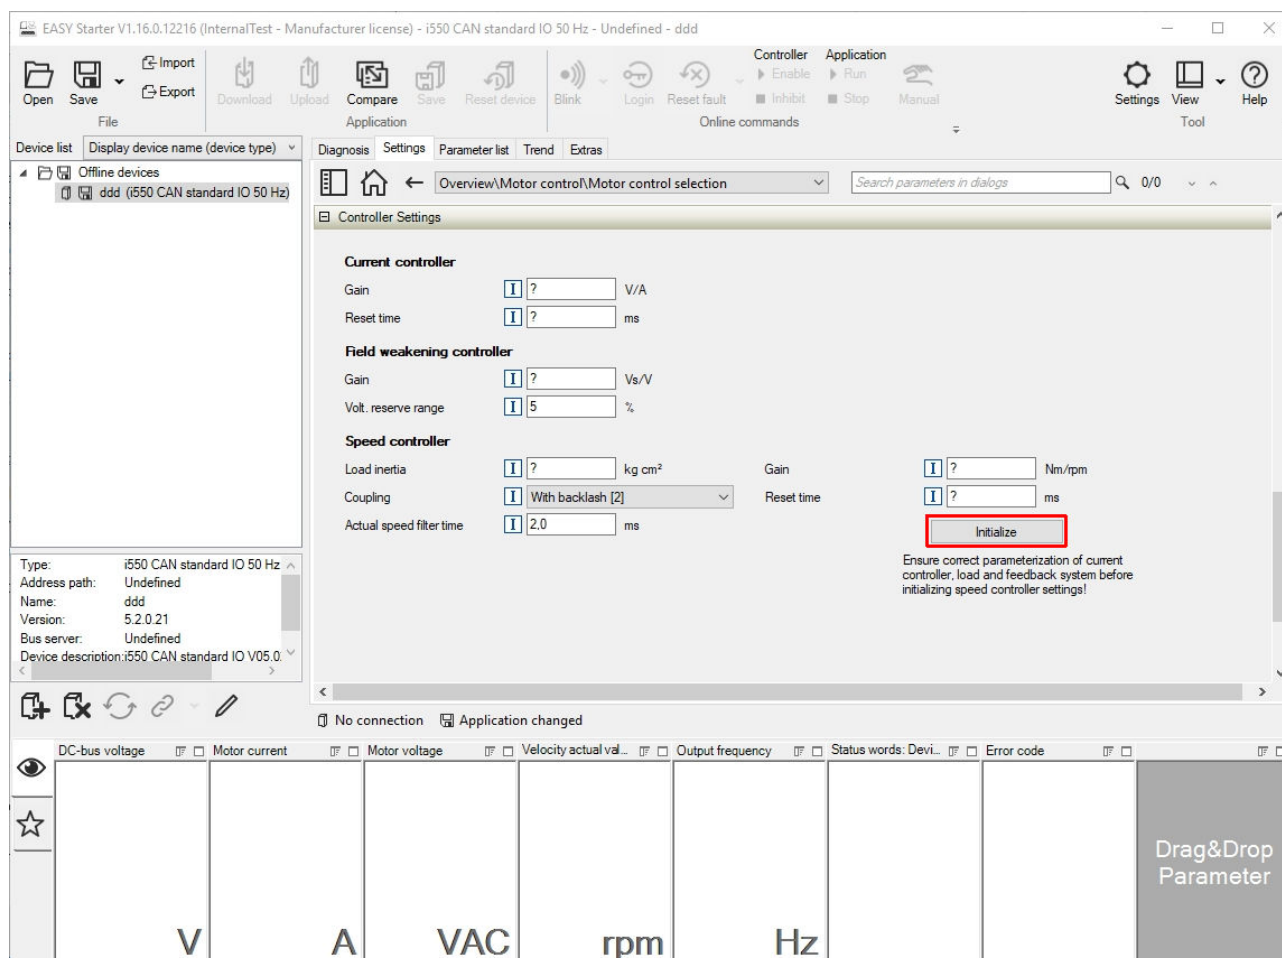 EASY Starter V1.16.0.12216 (InternalTest - Manufacturer license) - i550 CAN standard IO 50 Hz - Undefined - ddd
Open
Save
Import
Export
File
Download
Upload
Compare
Save
Reset device
Application
Blink
Login
Reset fault
Controller
Enable
Inhibit
Application
Run
Stop
Manual
Online commands
Settings
View
Help
Tool
Device list
Display device name (device type)
Offline devices
ddd (i550 CAN standard IO 50 Hz)
Diagnosis
Settings
Parameter list
Trend
Extras
Overview\Motor control\Motor control selection
Search parameters in dialogs
0/0
Controller Settings
Current controller
Gain I ? V/A
Reset time I ? ms
Field weakening controller
Gain I ? Vs/V
Volt. reserve range I 5 %
Speed controller
Load inertia I ? kg cm²
Coupling I With backlash [2]
Actual speed filter time I 2,0 ms
Gain I ? Nm/rpm
Reset time I ? ms
Initialize
Ensure correct parameterization of current
controller, load and feedback system before
initializing speed controller settings!
Type: i550 CAN standard IO 50 Hz
Address path: Undefined
Name: ddd
Version: 5.2.0.21
Bus server: Undefined
Device description: i550 CAN standard IO V05.0
No connection
Application changed
DC-bus voltage
Motor current
Motor voltage
Velocity actual val...
Output frequency
Status words: Devi...
Error code
V
A
VAC
rpm
Hz
Drag&Drop
Parameter